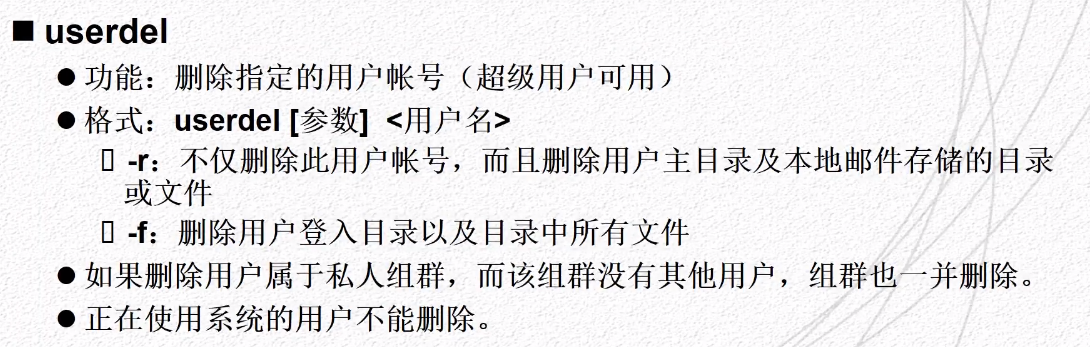 ■ userdel
● 功能：删除指定的用户帐号（超级用户可用）
● 格式：userdel [参数] <用户名>
▯ -r：不仅删除此用户帐号，而且删除用户主目录及本地邮件存储的目录
或文件
▯ -f：删除用户登入目录以及目录中所有文件
● 如果删除用户属于私人组群，而该组群没有其他用户，组群也一并删除。
● 正在使用系统的用户不能删除。